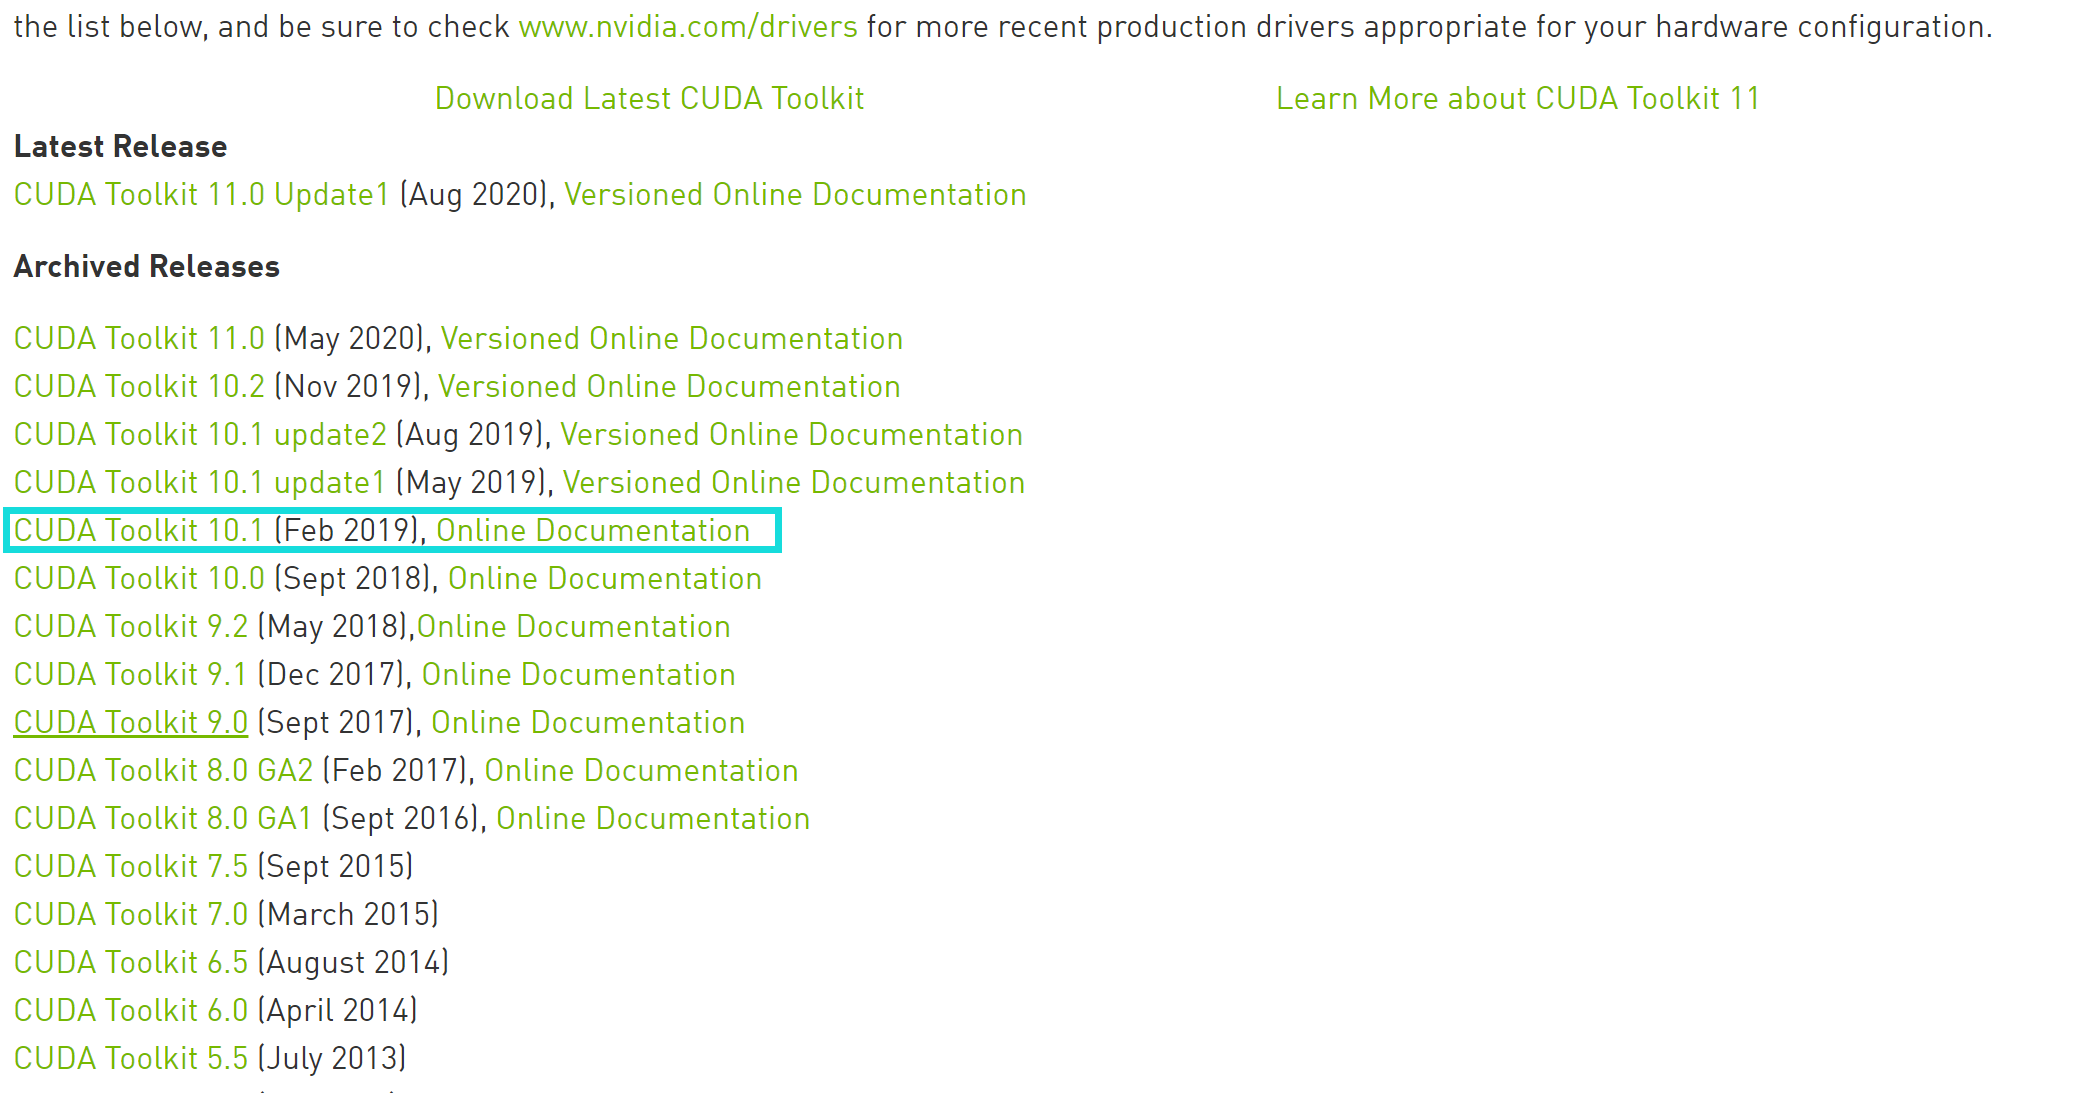 the list below, and be sure to check www.nvidia.com/drivers for more recent production drivers appropriate for your hardware configuration.
Download Latest CUDA Toolkit Learn More about CUDA Toolkit 11
Latest Release
CUDA Toolkit 11.0 Update1 (Aug 2020), Versioned Online Documentation
Archived Releases
CUDA Toolkit 11.0 (May 2020), Versioned Online Documentation
CUDA Toolkit 10.2 (Nov 2019), Versioned Online Documentation
CUDA Toolkit 10.1 update2 (Aug 2019), Versioned Online Documentation
CUDA Toolkit 10.1 update1 (May 2019), Versioned Online Documentation
CUDA Toolkit 10.1 (Feb 2019), Online Documentation
CUDA Toolkit 10.0 (Sept 2018), Online Documentation
CUDA Toolkit 9.2 (May 2018),Online Documentation
CUDA Toolkit 9.1 (Dec 2017), Online Documentation
CUDA Toolkit 9.0 (Sept 2017), Online Documentation
CUDA Toolkit 8.0 GA2 (Feb 2017), Online Documentation
CUDA Toolkit 8.0 GA1 (Sept 2016), Online Documentation
CUDA Toolkit 7.5 (Sept 2015)
CUDA Toolkit 7.0 (March 2015)
CUDA Toolkit 6.5 (August 2014)
CUDA Toolkit 6.0 (April 2014)
CUDA Toolkit 5.5 (July 2013)